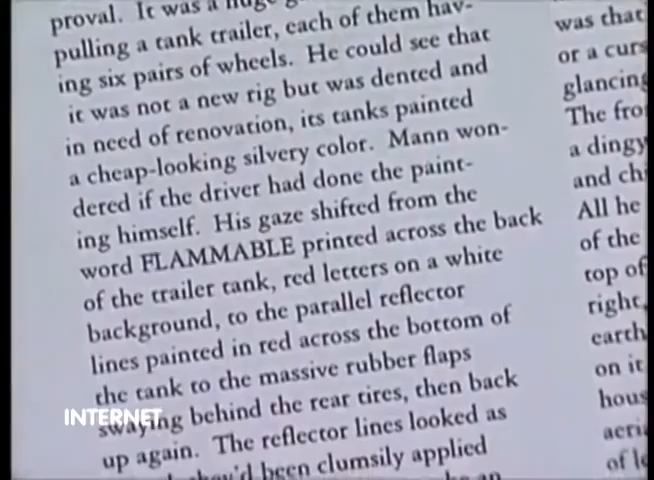 proval. It was a huge
pulling a tank trailer, each of them hav-
ing six pairs of wheels. He could see that
it was not a new rig but was dented and
in need of renovation, its tanks painted
a cheap-looking silvery color. Mann won-
dered if the driver had done the paint-
ing himself. His gaze shifted from the
word FLAMMABLE printed across the back
of the trailer tank, red letters on a white
background, to the parallel reflector
lines painted in red across the bottom of
the tank to the massive rubber flaps
swaying behind the rear tires, then back
up again. The reflector lines looked as
they'd been clumsily applied
an
was that
or a curs
glancing
The fro
a dingy
and chi
All he
of the
top of
right,
earth
on it
hous
aeri
of le
INTERNET